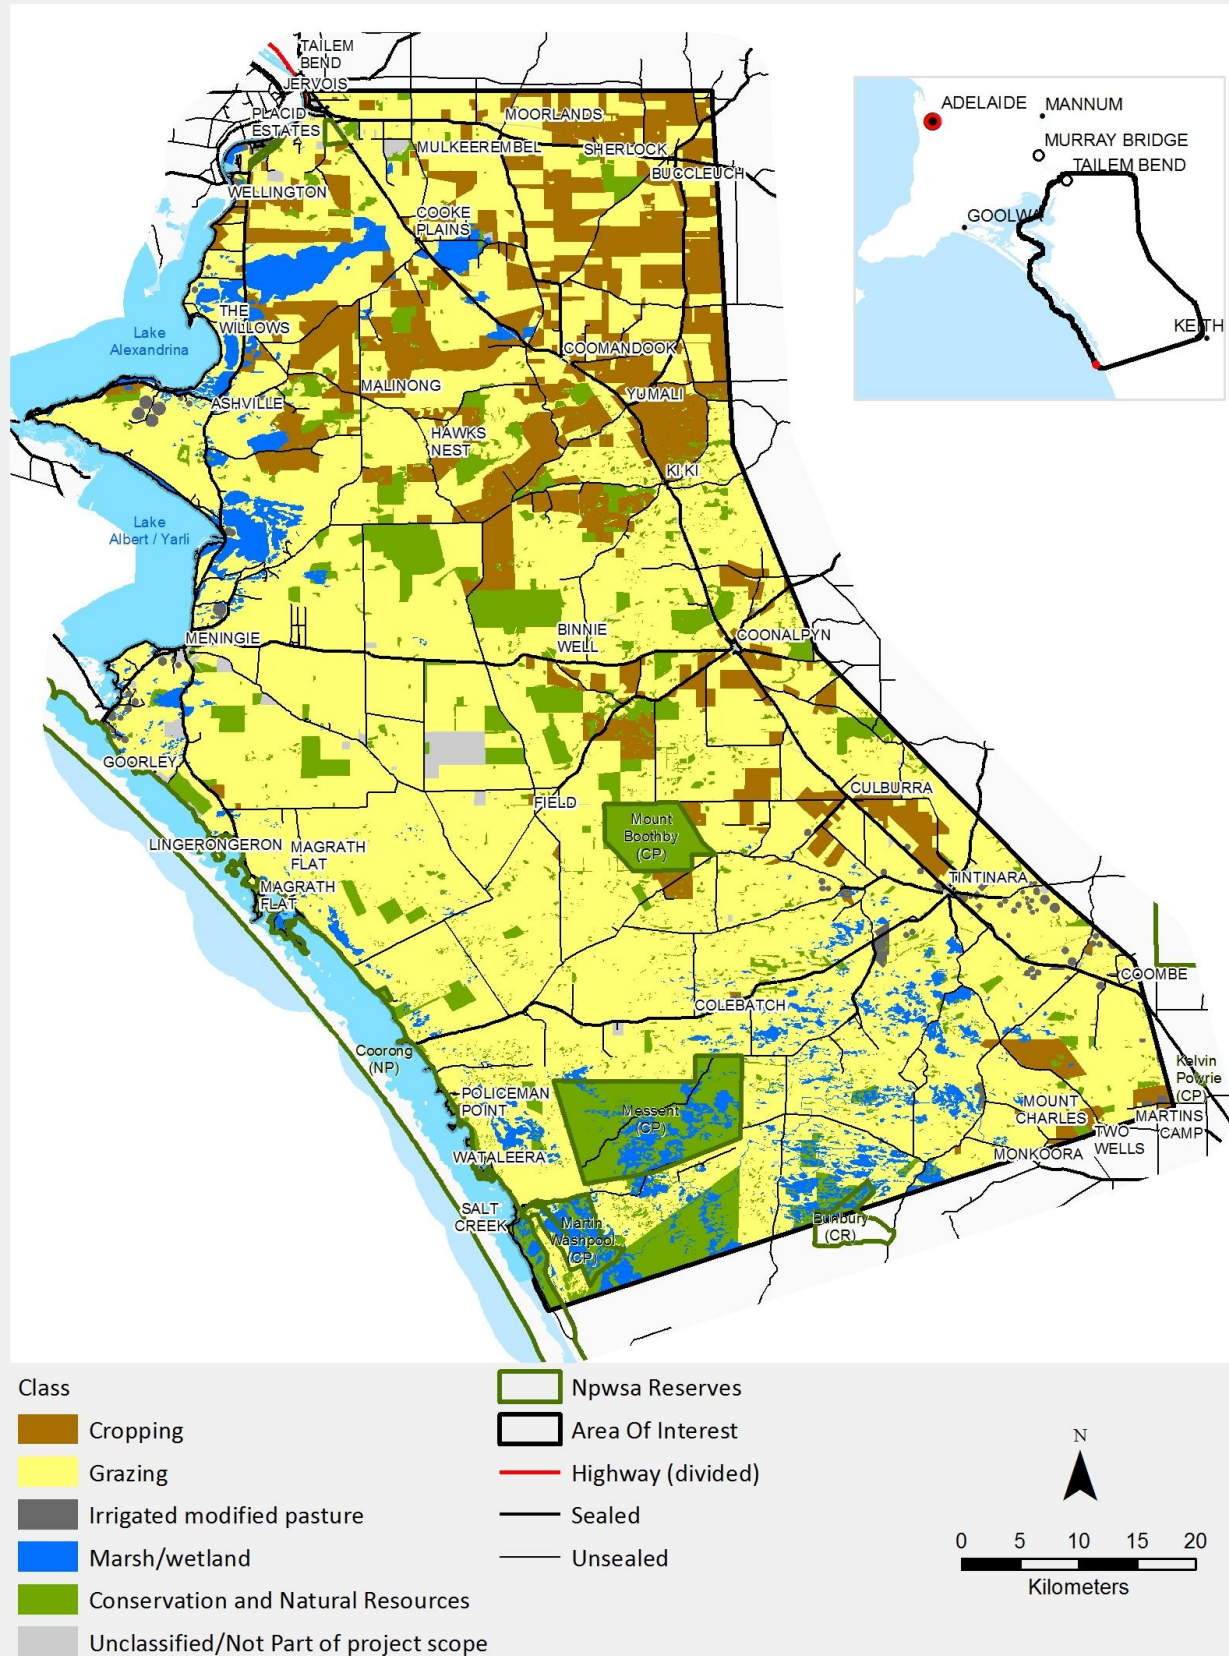 TAILEM
BEND
JERVOIS
PLACID
ESTATES
MOORLANDS
MULKEEREMBEL
SHERLOCK
BUCCLEUCH
WELLINGTON
COOKE
PLAINS
THE
WILLOWS
Lake
Alexandrina
COOMANDOOK
MALINONG
YUMALI
ASHVILLE
HAWKS
NEST
KI KI
Lake
Albert / Yarli
MENINGIE
BINNIE
WELL
COONALPYN
GOORLEY
FIELD
CULBURRA
Mount
Boothby
(CP)
LINGERONGERON
MAGRATH
FLAT
MAGRATH
FLAT
TINTINARA
COOMBE
COLEBATCH
Coorong
(NP)
Kelvin
Powrie
(CP)
POLICEMAN
POINT
Messent
(CP)
MOUNT
CHARLES
MARTINS
CAMP
TWO
WELLS
WATALEERA
MONKOORA
SALT
CREEK
Martin
Washpool
(CP)
Bunbury
(CR)
ADELAIDE
MANNUM
MURRAY BRIDGE
TAILEM BEND
GOOLWA
KEITH
Class
Cropping
Grazing
Irrigated modified pasture
Marsh/wetland
Conservation and Natural Resources
Unclassified/Not Part of project scope
Npwsa Reserves
Area Of Interest
Highway (divided)
Sealed
Unsealed
N
0 5 10 15 20
Kilometers